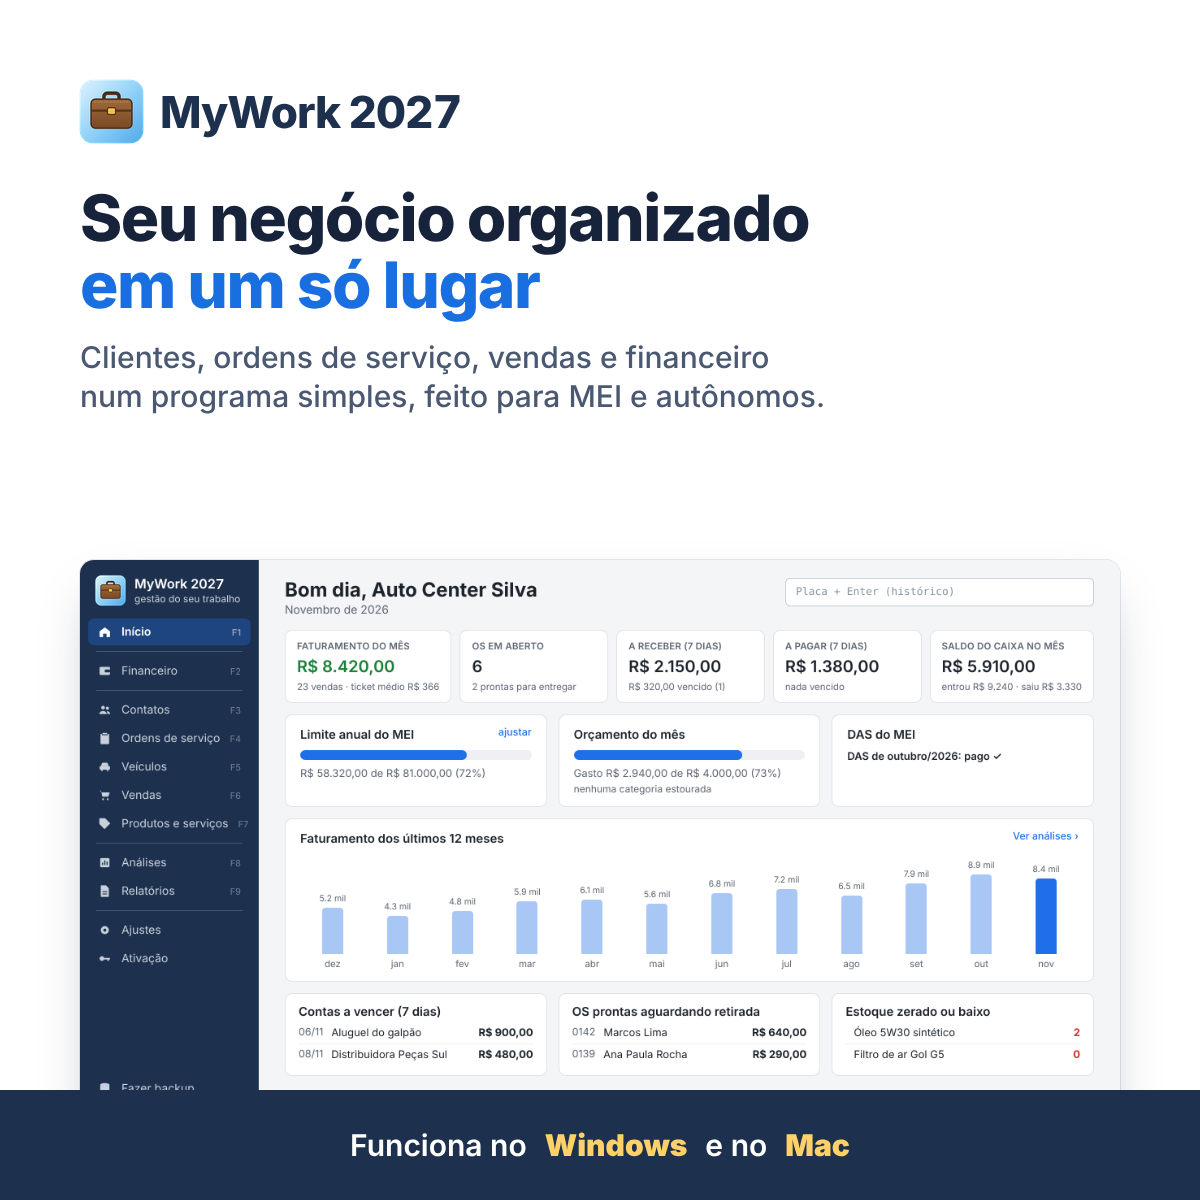 MyWork 2027
Seu negócio organizado
em um só lugar
Clientes, ordens de serviço, vendas e financeiro
num programa simples, feito para MEI e autônomos.
MyWork 2027
gestão do seu trabalho
Início F1
Financeiro F2
Contatos F3
Ordens de serviço F4
Veículos F5
Vendas F6
Produtos e serviços F7
Análises F8
Relatórios F9
Ajustes
Ativação
Fazer backup
Bom dia, Auto Center Silva
Novembro de 2026
Placa + Enter (histórico)
FATURAMENTO DO MÊS
R$ 8.420,00
23 vendas · ticket médio R$ 366
OS EM ABERTO
6
2 prontas para entregar
A RECEBER (7 DIAS)
R$ 2.150,00
R$ 320,00 vencido (1)
A PAGAR (7 DIAS)
R$ 1.380,00
nada vencido
SALDO DO CAIXA NO MÊS
R$ 5.910,00
entrou R$ 9.240 · saiu R$ 3.330
Limite anual do MEI ajustar
R$ 58.320,00 de R$ 81.000,00 (72%)
Orçamento do mês
Gasto R$ 2.940,00 de R$ 4.000,00 (73%)
nenhuma categoria estourada
DAS do MEI
DAS de outubro/2026: pago ✓
Faturamento dos últimos 12 meses Ver análises ›
5.2 mil 4.3 mil 4.8 mil 5.9 mil 6.1 mil 5.6 mil 6.8 mil 7.2 mil 6.5 mil 7.9 mil 8.9 mil 8.4 mil
dez jan fev mar abr mai jun jul ago set out nov
Contas a vencer (7 dias)
06/11 Aluguel do galpão R$ 900,00
08/11 Distribuidora Peças Sul R$ 480,00
OS prontas aguardando retirada
0142 Marcos Lima R$ 640,00
0139 Ana Paula Rocha R$ 290,00
Estoque zerado ou baixo
Óleo 5W30 sintético 2
Filtro de ar Gol G5 0
Funciona no Windows e no Mac